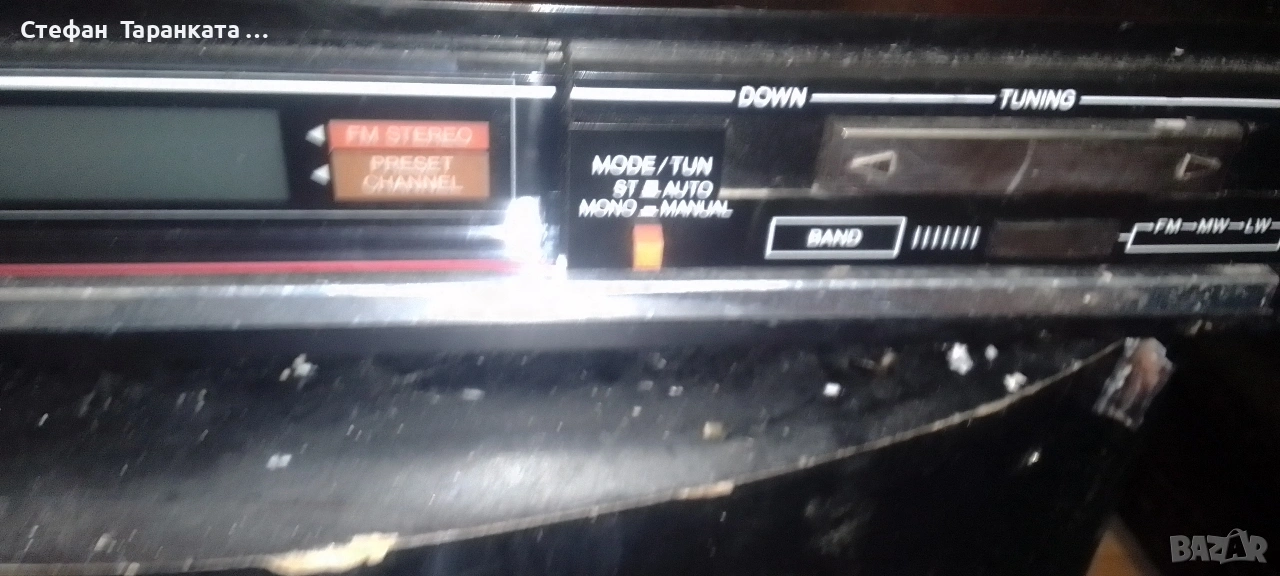 Стефан Таранката ...
DOWN TUNING
FM STEREO
PRESET
CHANNEL
MODE/TUN
ST AUTO
MONO MANUAL
BAND
FM MW LW
BAZAR